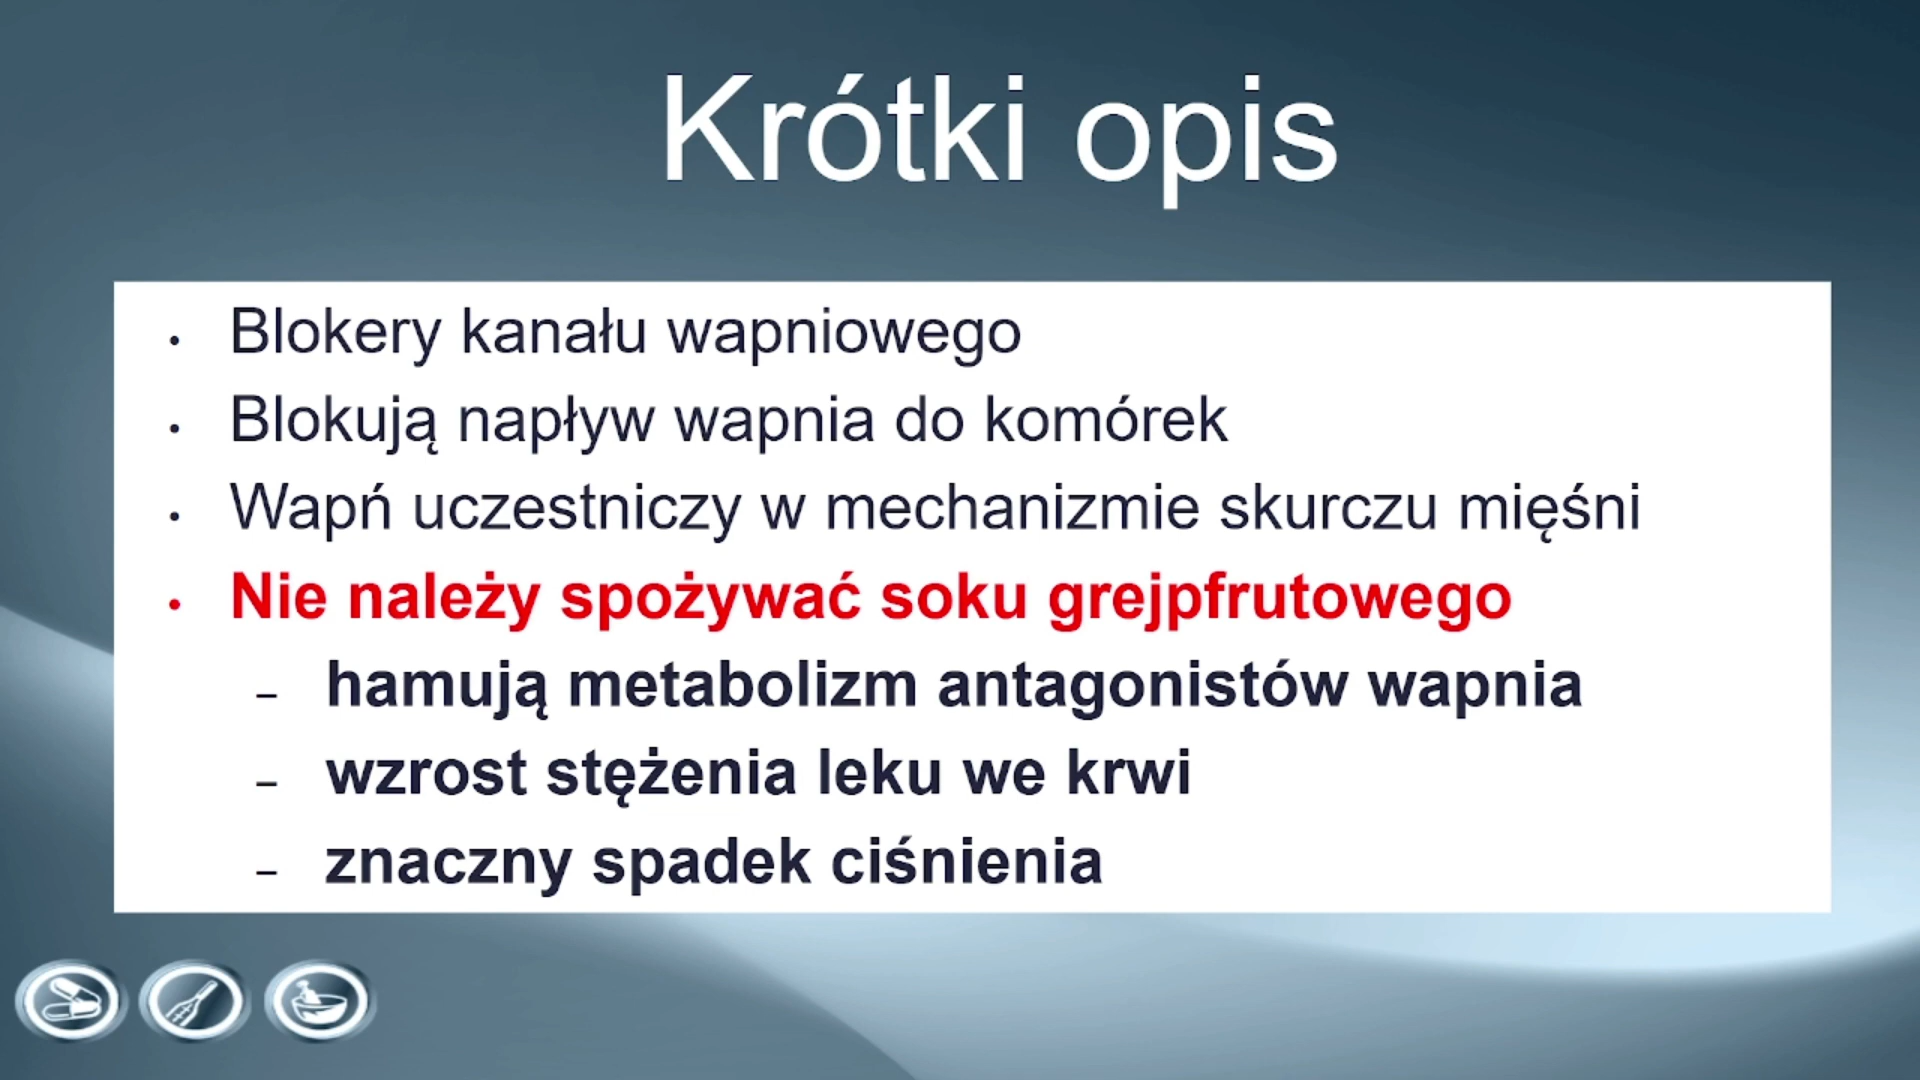 Krótki opis
• Blokery kanału wapniowego
• Blokują napływ wapnia do komórek
• Wapń uczestniczy w mechanizmie skurczu mięśni
• Nie należy spożywać soku grejpfrutowego
– hamują metabolizm antagonistów wapnia
– wzrost stężenia leku we krwi
– znaczny spadek ciśnienia